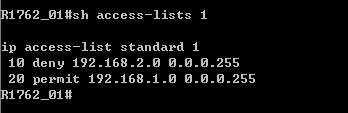 R1762_01#sh access-lists 1
ip access-list standard 1
10 deny 192.168.2.0 0.0.0.255
20 permit 192.168.1.0 0.0.0.255
R1762_01#